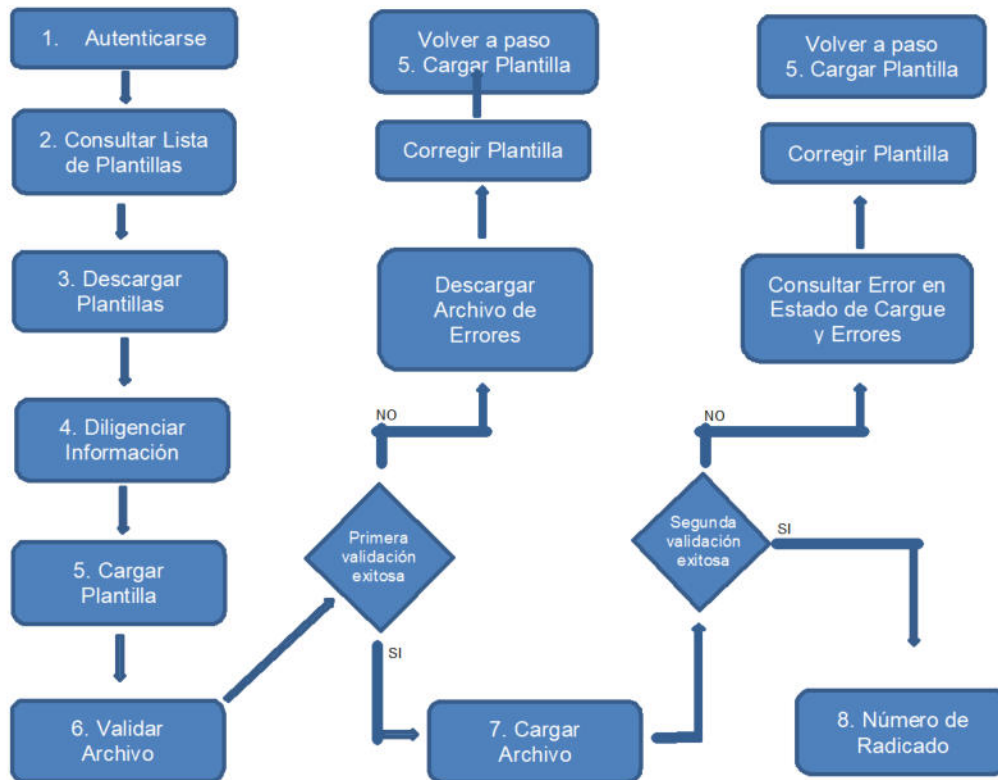 1. Autenticarse
2. Consultar Lista
de Plantillas
3. Descargar
Plantillas
4. Diligenciar
Información
5. Cargar
Plantilla
6. Validar
Archivo
Volver a paso
5. Cargar Plantilla
Corregir Plantilla
Descargar
Archivo de
Errores
NO
Primera
validación
exitosa
SI
7. Cargar
Archivo
Volver a paso
5. Cargar Plantilla
Corregir Plantilla
Consultar Error en
Estado de Cargue
y Errores
NO
Segunda
validación
exitosa
SI
8. Número de
Radicado